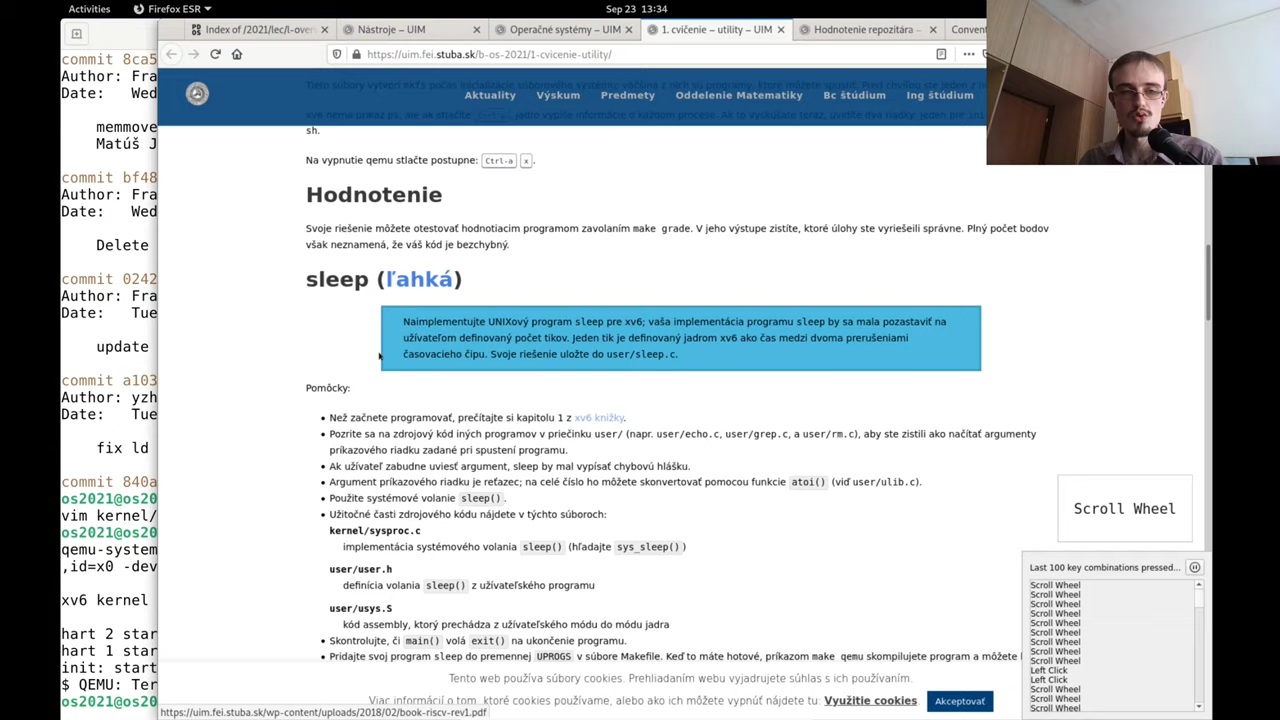 Activities
Firefox ESR
Sep 23 13:34
Index of /2021/lec/l-over
Nástroje – UIM
Operačné systémy – UIM
1. cvičenie – utility – UIM
Hodnotenie repozitára
Convent
https://uim.fei.stuba.sk/b-os-2021/1-cvicenie-utility/
Aktuality
Výskum
Predmety
Oddelenie Matematiky
Bc štúdium
Ing štúdium
sh.
Na vypnutie qemu stlačte postupne: Ctrl-a x.
Hodnotenie
Svoje riešenie môžete otestovať hodnotiacim programom zavolaním make grade. V jeho výstupe zistíte, ktoré úlohy ste vyriešeili správne. Plný počet bodov
však neznamená, že váš kód je bezchybný.
sleep (ľahká)
Naimplementujte UNIXový program sleep pre xv6; vaša implementácia programu sleep by sa mala pozastaviť na
užívateľom definovaný počet tikov. Jeden tik je definovaný jadrom xv6 ako čas medzi dvoma prerušeniami
časovacieho čipu. Svoje riešenie uložte do user/sleep.c.
Pomôcky:
• Než začnete programovať, prečítajte si kapitolu 1 z xv6 knižky.
• Pozrite sa na zdrojový kód iných programov v priečinku user/ (napr. user/echo.c, user/grep.c, a user/rm.c), aby ste zistili ako načítať argumenty
príkazového riadku zadané pri spustení programu.
• Ak užívateľ zabudne uviesť argument, sleep by mal vypísať chybovú hlášku.
• Argument príkazového riadku je reťazec; na celé číslo ho môžete skonvertovať pomocou funkcie atoi() (viď user/ulib.c).
• Použite systémové volanie sleep().
• Užitočné časti zdrojového kódu nájdete v týchto súboroch:
kernel/sysproc.c
implementácia systémového volania sleep() (hľadajte sys_sleep())
user/user.h
definícia volania sleep() z užívateľského programu
user/usys.S
kód assembly, ktorý prechádza z užívateľského módu do módu jadra
• Skontrolujte, či main() volá exit() na ukončenie programu.
• Pridajte svoj program sleep do premennej UPROGS v súbore Makefile. Keď to máte hotové, príkazom make qemu skompilujete program a môžete
Tento web používa súbory cookies. Prehliadaním webu vyjadrujete súhlas s ich používaním.
Viac informácií o tom, ktoré cookies používame, alebo ako ich môžete vypnúť nájdete tu: Využitie cookies
Akceptovať
https://uim.fei.stuba.sk/wp-content/uploads/2018/02/book-riscv-rev1.pdf
commit 8ca5
Author: Fra
Date: Wed
memmove
Matúš J
commit bf48
Author: Fra
Date: Wed
Delete
commit 0242
Author: Fra
Date: Tue
update
commit a103
Author: yzh
Date: Tue
fix ld
commit 840a
os2021@os20
vim kernel/
os2021@os20
qemu-system
,id=x0 -dev
xv6 kernel
hart 2 star
hart 1 star
init: start
$ QEMU: Ter
os2021@os20
Scroll Wheel
Last 100 key combinations pressed...
Scroll Wheel
Scroll Wheel
Scroll Wheel
Scroll Wheel
Scroll Wheel
Scroll Wheel
Scroll Wheel
Scroll Wheel
Scroll Wheel
Left Click
Left Click
Scroll Wheel
Scroll Wheel
Scroll Wheel